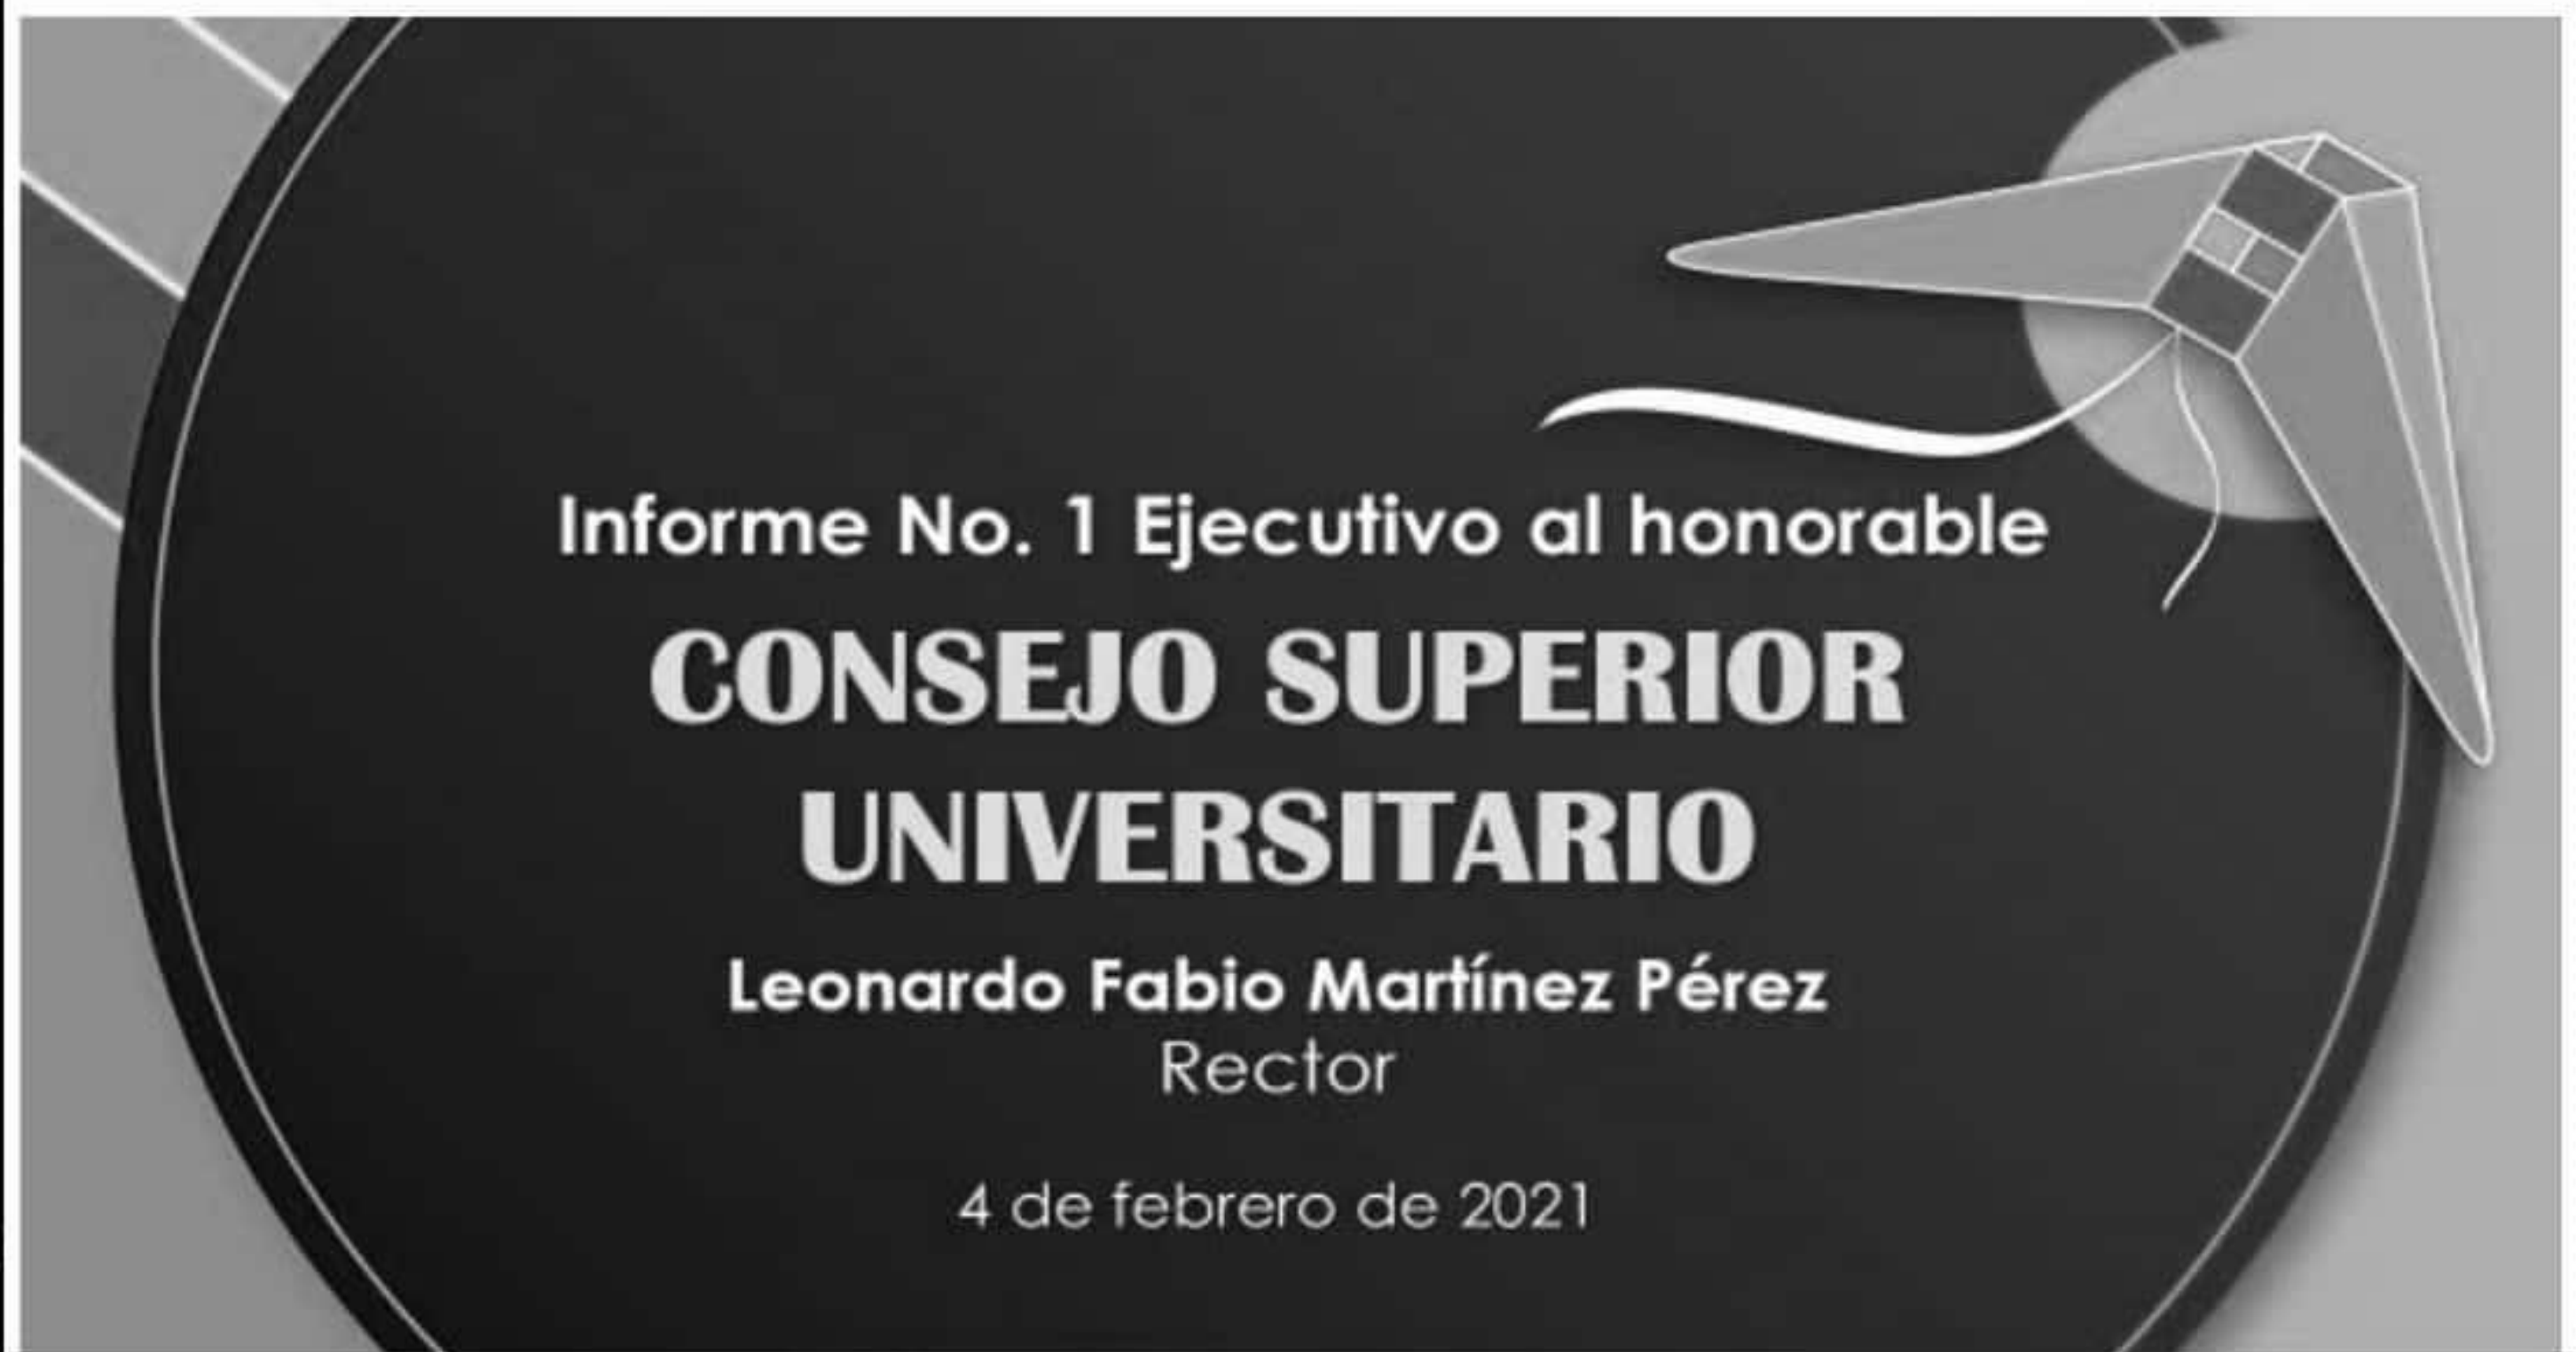 Informe No. 1 Ejecutivo al honorable
CONSEJO SUPERIOR
UNIVERSITARIO
Leonardo Fabio Martínez Pérez
Rector
4 de febrero de 2021